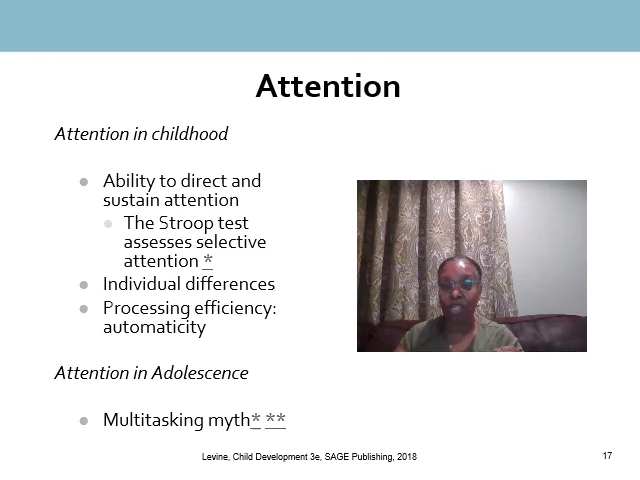 Attention
Attention in childhood
● Ability to direct and
sustain attention
● The Stroop test
assesses selective
attention *
● Individual differences
● Processing efficiency:
automaticity
Attention in Adolescence
● Multitasking myth* **
Levine, Child Development 3e, SAGE Publishing, 2018
17